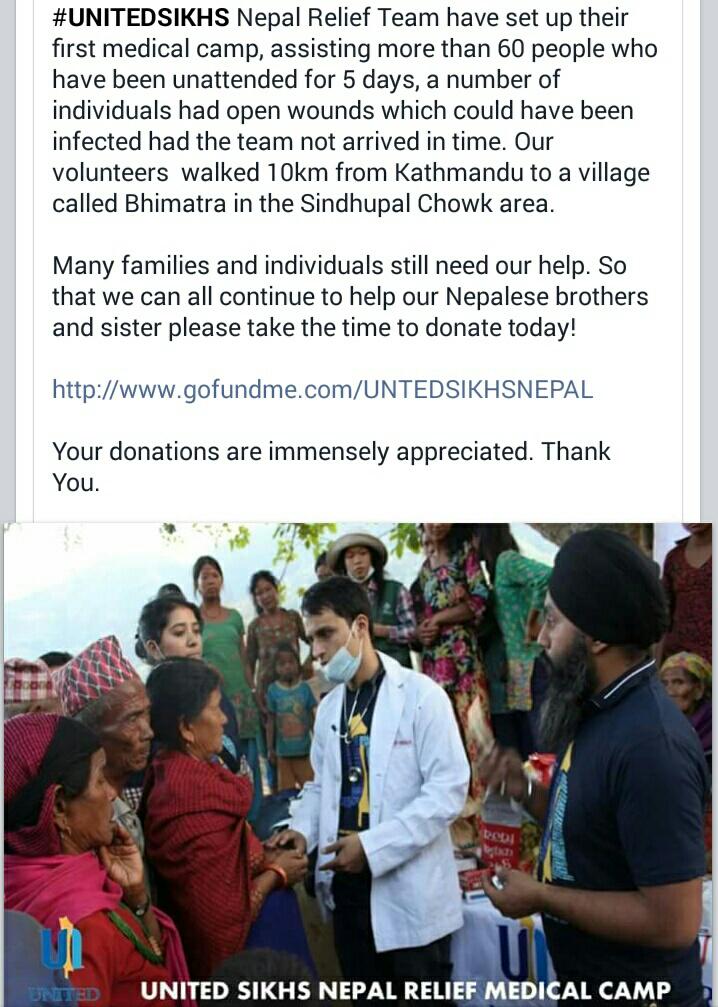 #UNITEDSIKHS Nepal Relief Team have set up their
first medical camp, assisting more than 60 people who
have been unattended for 5 days, a number of
individuals had open wounds which could have been
infected had the team not arrived in time. Our
volunteers  walked 10km from Kathmandu to a village
called Bhimatra in the Sindhupal Chowk area.
Many families and individuals still need our help. So
that we can all continue to help our Nepalese brothers
and sister please take the time to donate today!
http://www.gofundme.com/UNTEDSIKHSNEPAL
Your donations are immensely appreciated. Thank
You.
UNITED
UNITED SIKHS NEPAL RELIEF MEDICAL CAMP